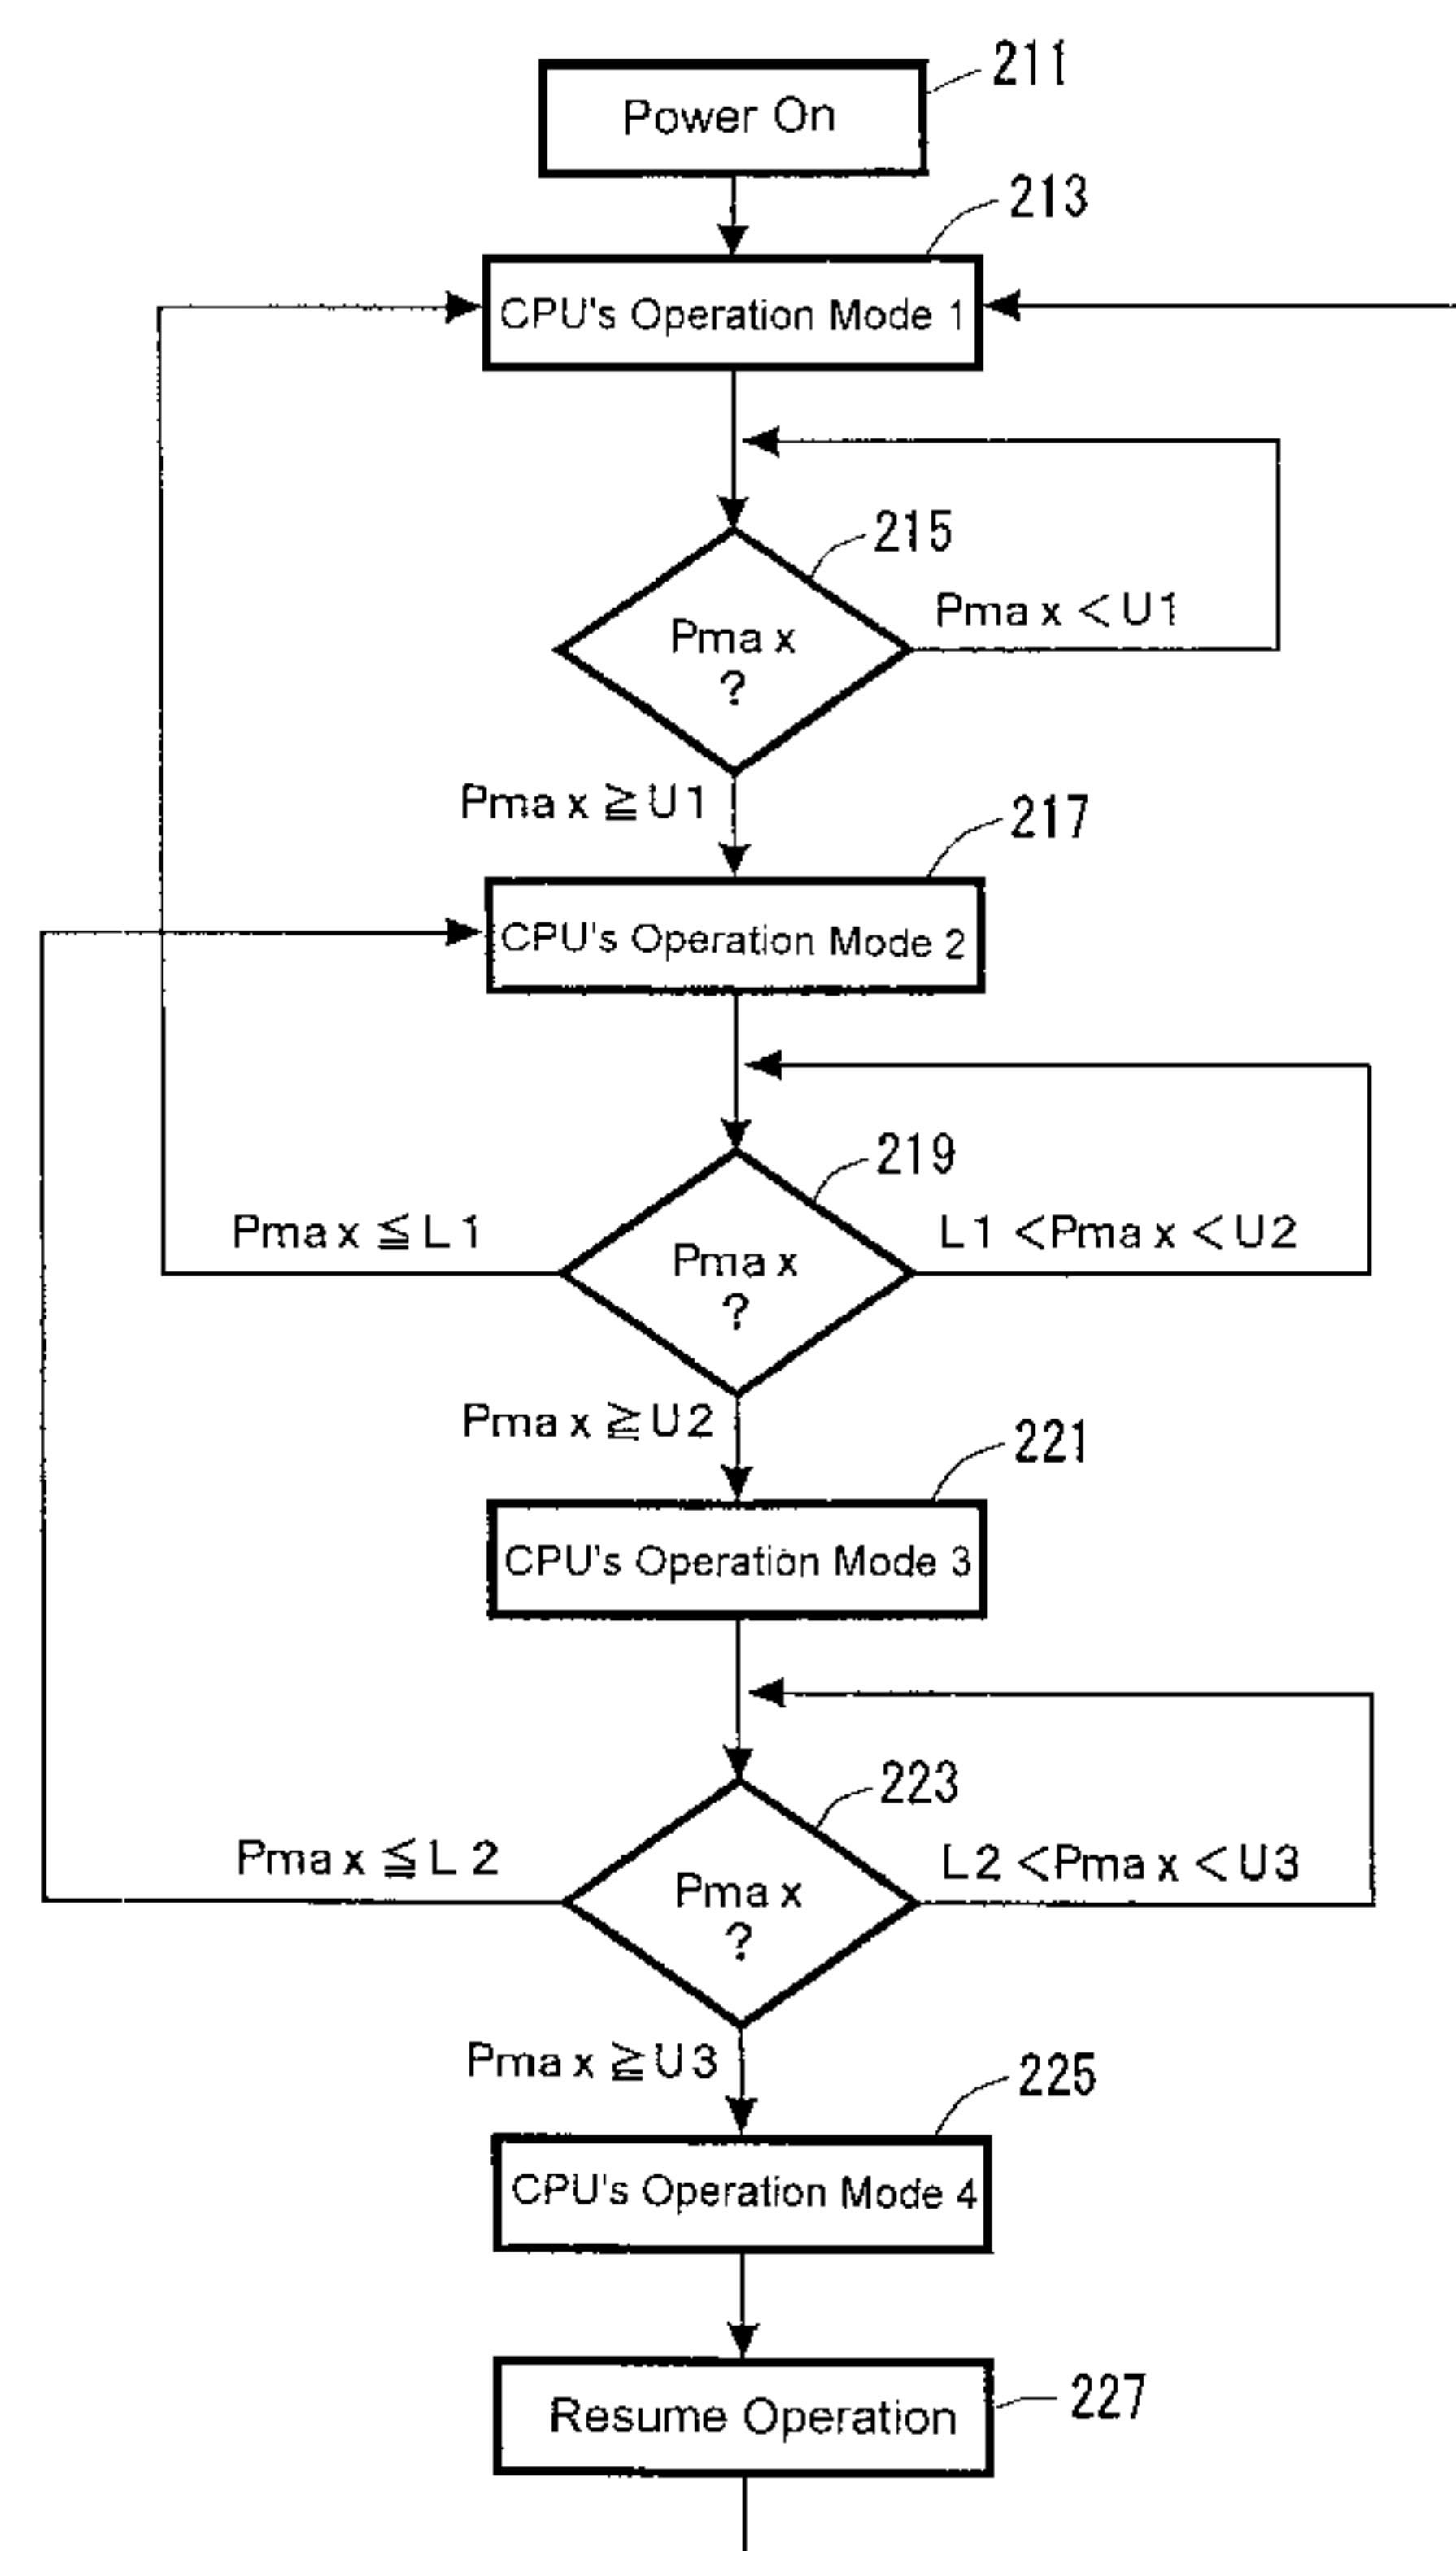 211
Power On
213
CPU's Operation Mode 1
215
Pmax < U1
Pmax
?
Pmax ≧ U1
217
CPU's Operation Mode 2
219
Pmax ≦ L1
L1 < Pmax < U2
Pmax
?
Pmax ≧ U2
221
CPU's Operation Mode 3
223
Pmax ≦ L2
L2 < Pmax < U3
Pmax
?
Pmax ≧ U3
225
CPU's Operation Mode 4
227
Resume Operation